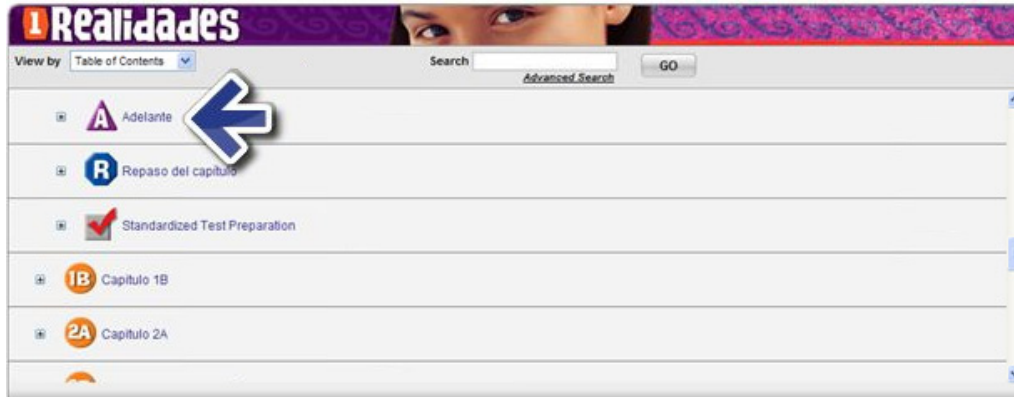 1 Realidades
View by Table of Contents Search GO
Advanced Search
A Adelante
R Repaso del capítulo
Standardized Test Preparation
1B Capítulo 1B
2A Capítulo 2A